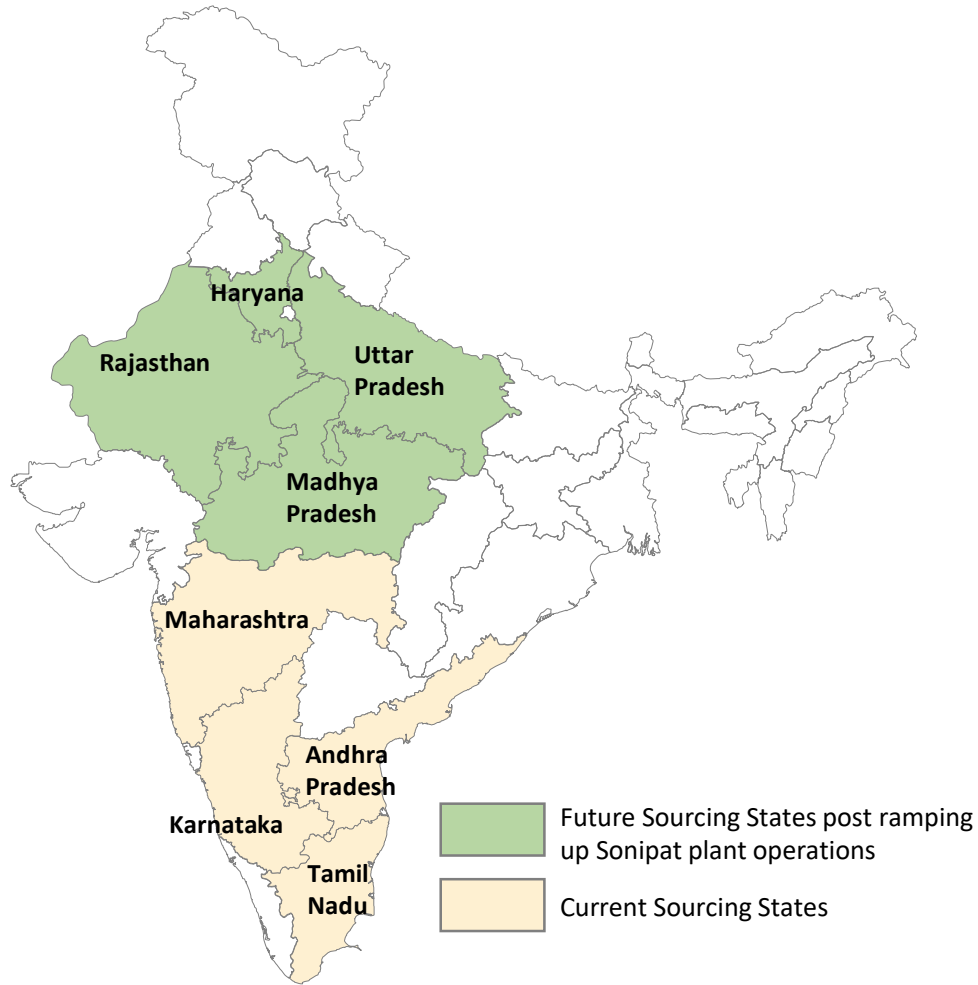 Haryana
Rajasthan
Uttar
Pradesh
Madhya
Pradesh
Maharashtra
Andhra
Pradesh
Karnataka
Tamil
Nadu
Future Sourcing States post ramping
up Sonipat plant operations
Current Sourcing States